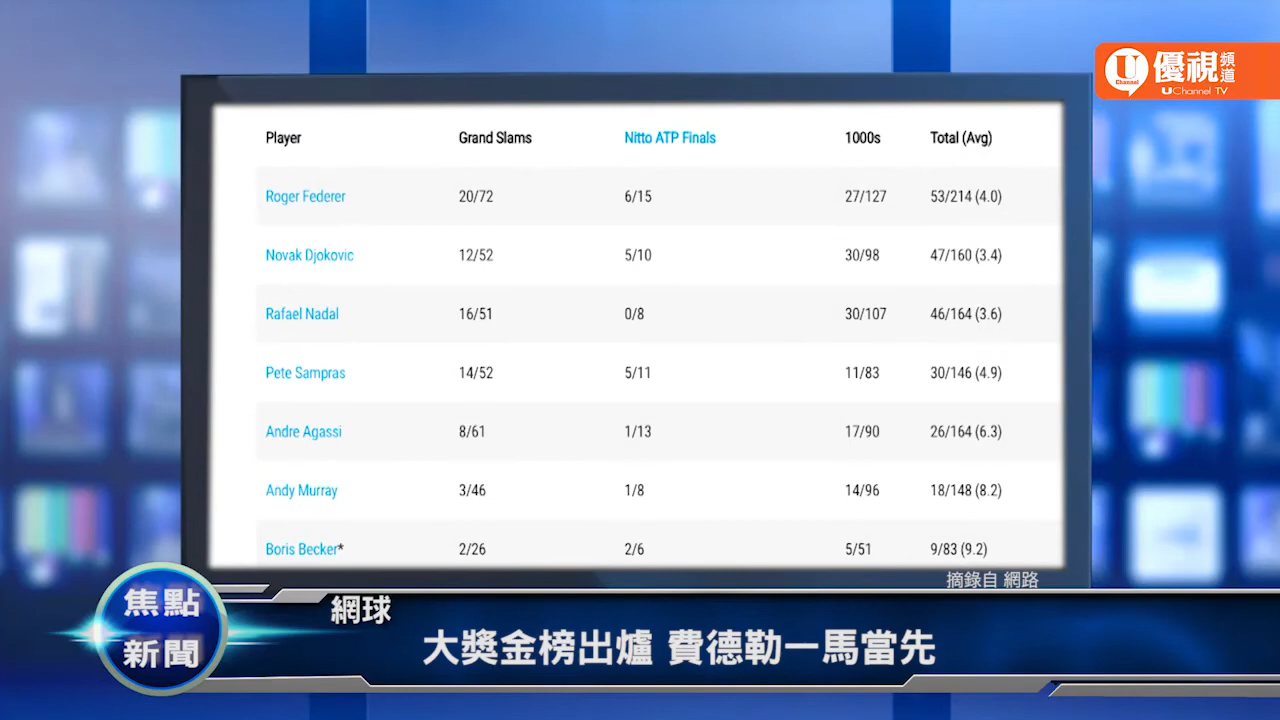 U Channel 優視頻道
UChannel TV
Player Grand Slams Nitto ATP Finals 1000s Total (Avg)
Roger Federer 20/72 6/15 27/127 53/214 (4.0)
Novak Djokovic 12/52 5/10 30/98 47/160 (3.4)
Rafael Nadal 16/51 0/8 30/107 46/164 (3.6)
Pete Sampras 14/52 5/11 11/83 30/146 (4.9)
Andre Agassi 8/61 1/13 17/90 26/164 (6.3)
Andy Murray 3/46 1/8 14/96 18/148 (8.2)
Boris Becker* 2/26 2/6 5/51 9/83 (9.2)
摘錄自 網路
焦點
新聞
網球
大獎金榜出爐 費德勒一馬當先